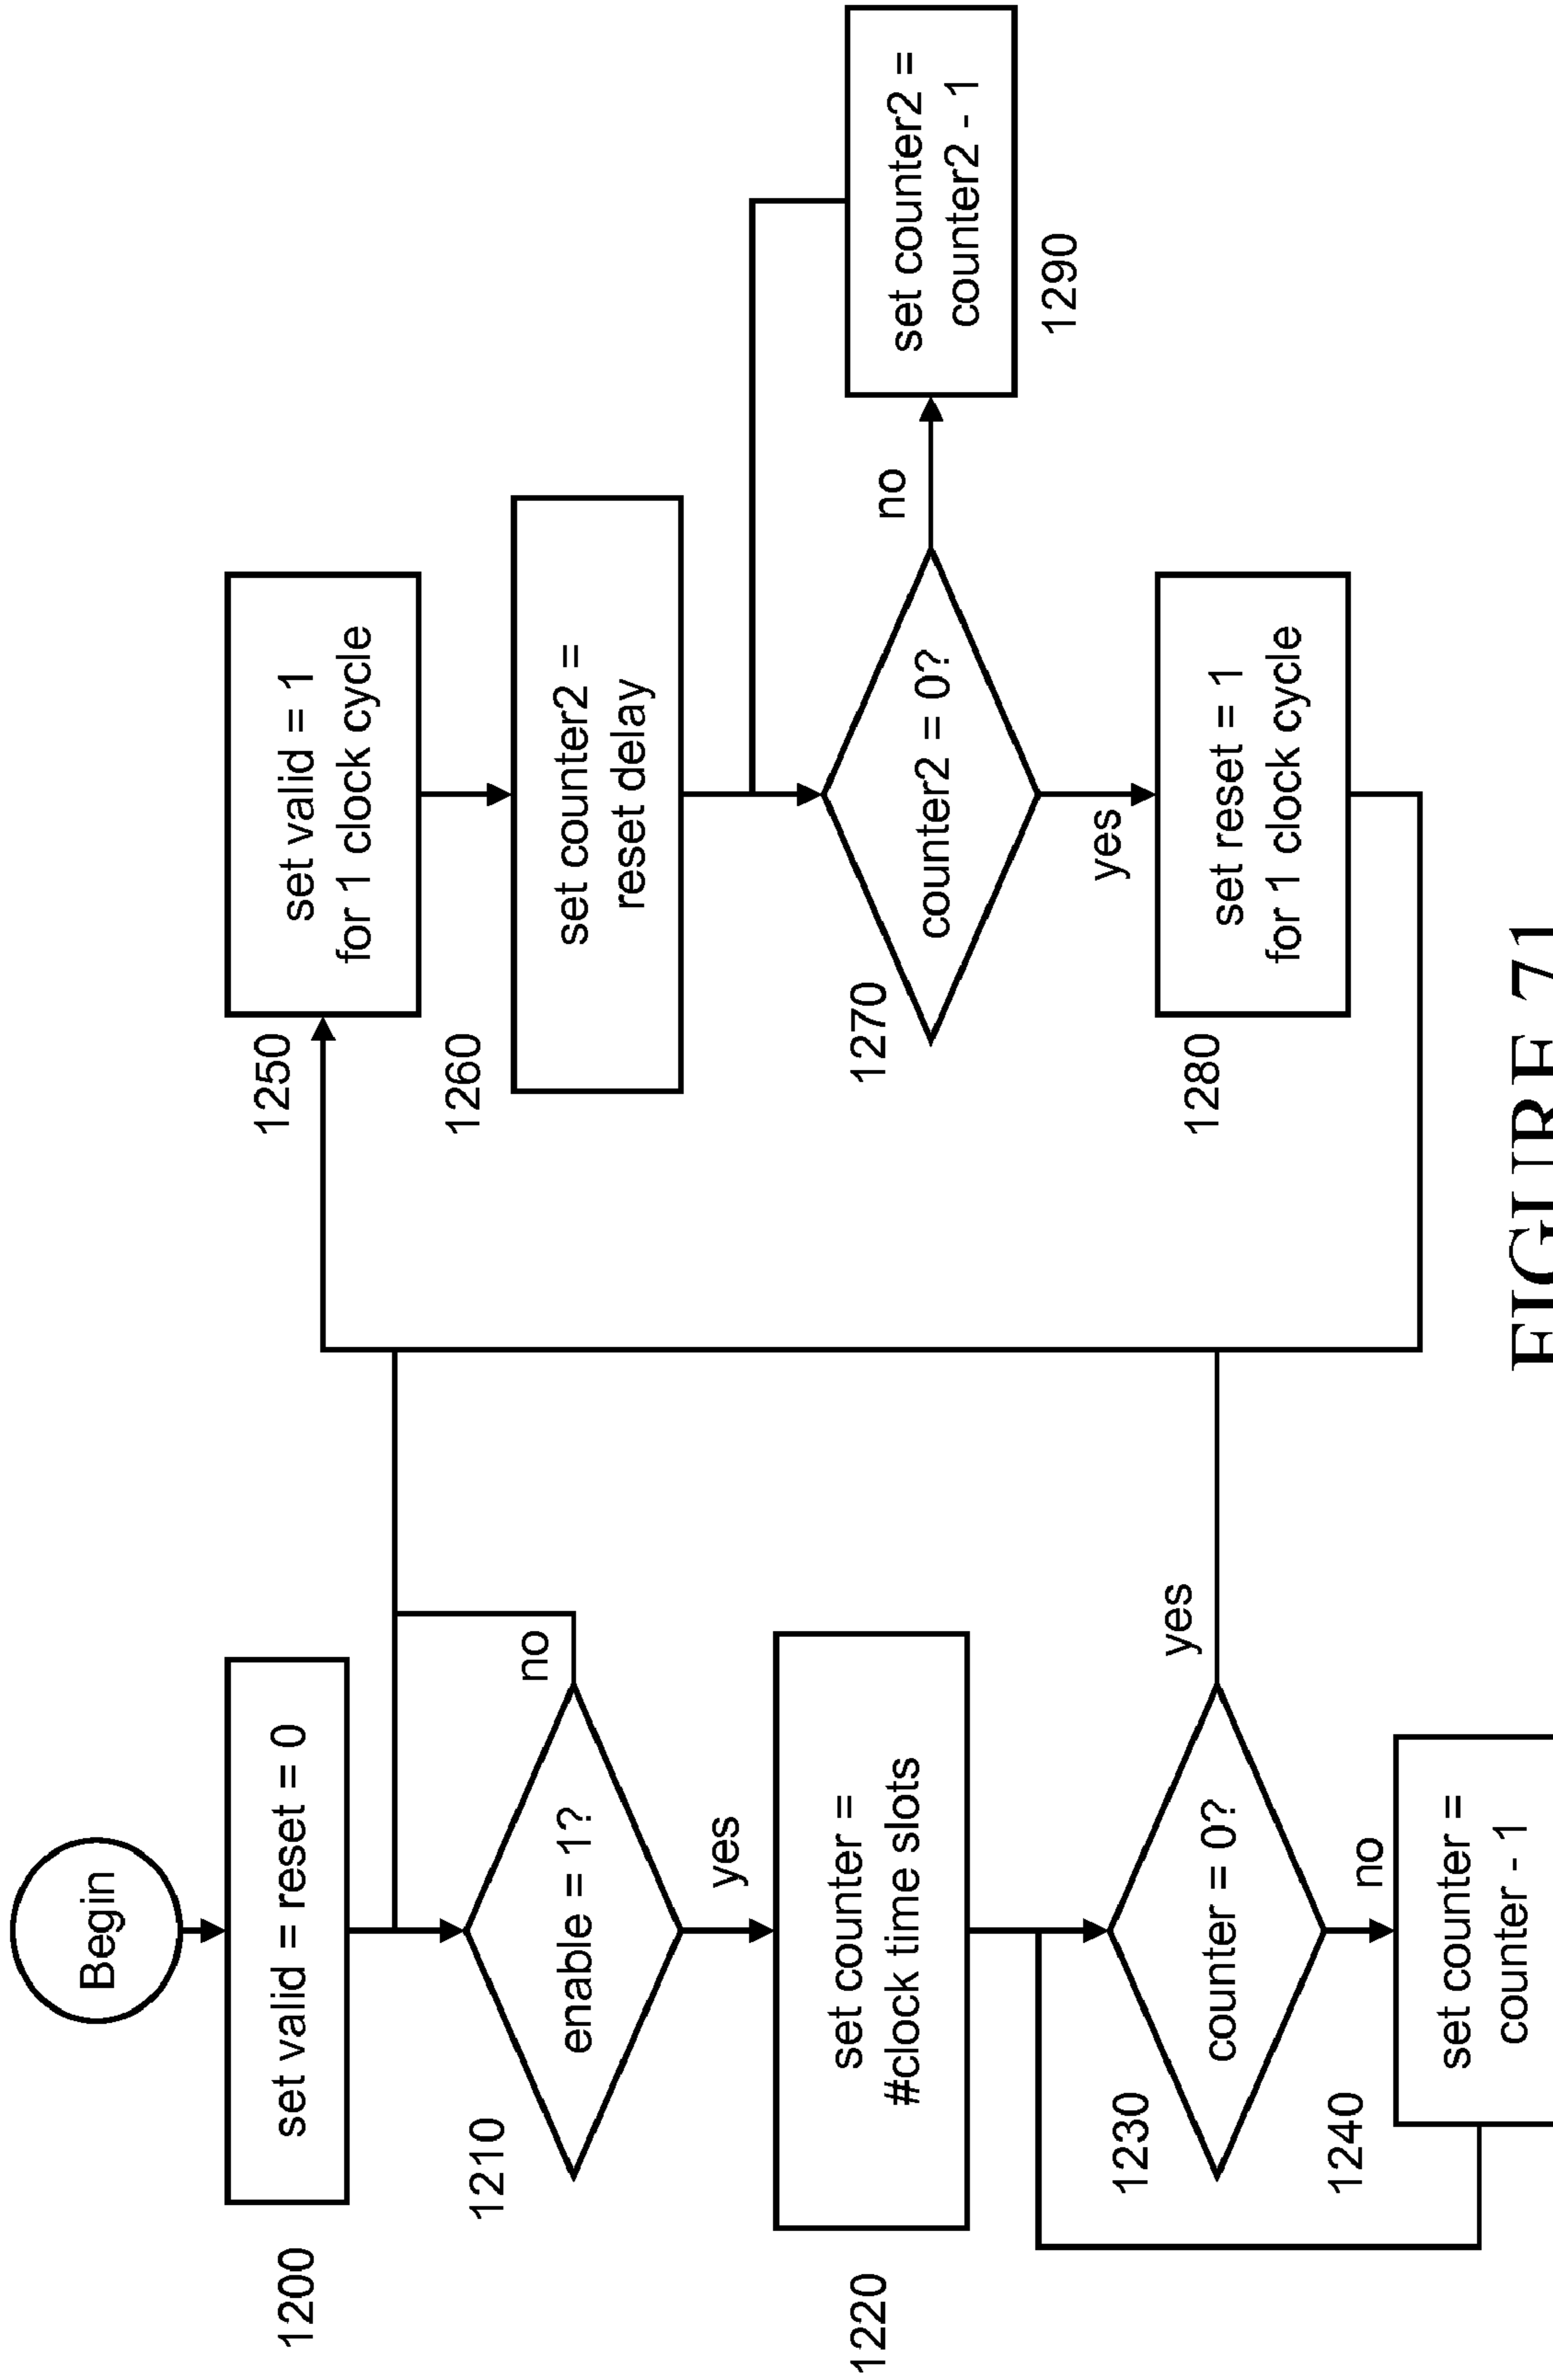 Begin
1200
set valid = reset = 0
1210
enable = 1?
no
yes
1220
set counter =
#clock time slots
1230
counter = 0?
yes
no
1240
set counter =
counter - 1
1250
set valid = 1
for 1 clock cycle
1260
set counter2 =
reset delay
1270
counter2 = 0?
no
yes
1280
set reset = 1
for 1 clock cycle
set counter2 =
counter2 - 1
1290
FIGURE 71